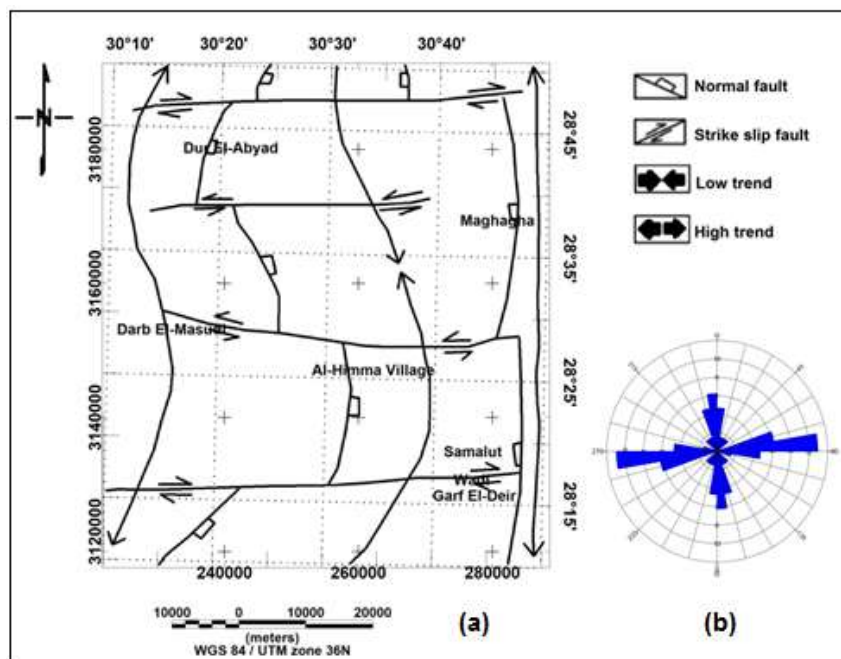 30°10' 30°20' 30°30' 30°40'
N
3180000
3160000
3140000
3120000
28°45'
28°35'
28°25'
28°15'
Dur El-Abyad
Maghagha
Darb El-Masudi
Al-Himma Village
Samalut
Wadi
Garf El-Deir
240000 260000 280000
10000 0 10000 20000
(meters)
WGS 84 / UTM zone 36N
(a)
Normal fault
Strike slip fault
Low trend
High trend
(b)